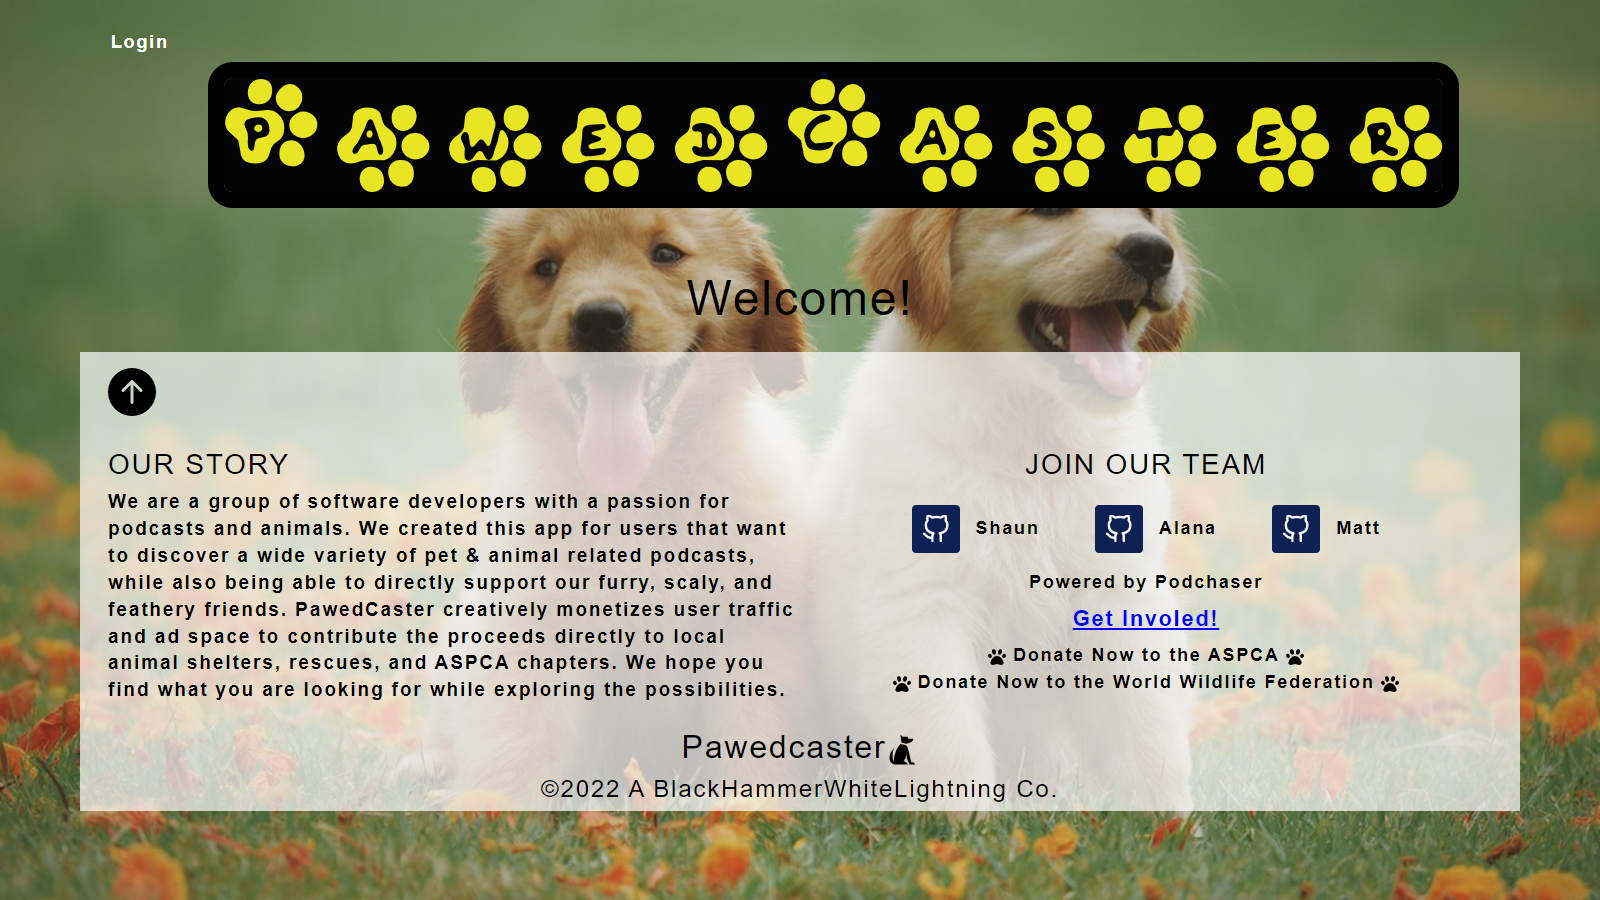 Login
PAWEDCASTER
Welcome!
OUR STORY
We are a group of software developers with a passion for
podcasts and animals. We created this app for users that want
to discover a wide variety of pet & animal related podcasts,
while also being able to directly support our furry, scaly, and
feathery friends. PawedCaster creatively monetizes user traffic
and ad space to contribute the proceeds directly to local
animal shelters, rescues, and ASPCA chapters. We hope you
find what you are looking for while exploring the possibilities.
JOIN OUR TEAM
Shaun Alana Matt
Powered by Podchaser
Get Involed!
Donate Now to the ASPCA
Donate Now to the World Wildlife Federation
Pawedcaster
©2022 A BlackHammerWhiteLightning Co.